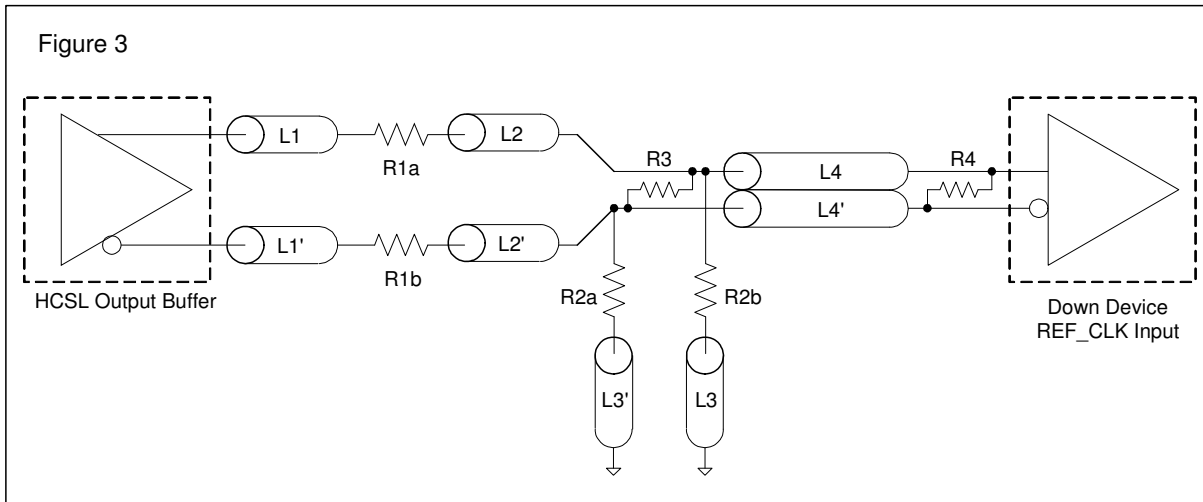 Figure 3
L1
R1a
L2
R3
L4
R4
L4'
L1'
R1b
L2'
HCSL Output Buffer
R2a
R2b
Down Device
REF_CLK Input
L3'
L3